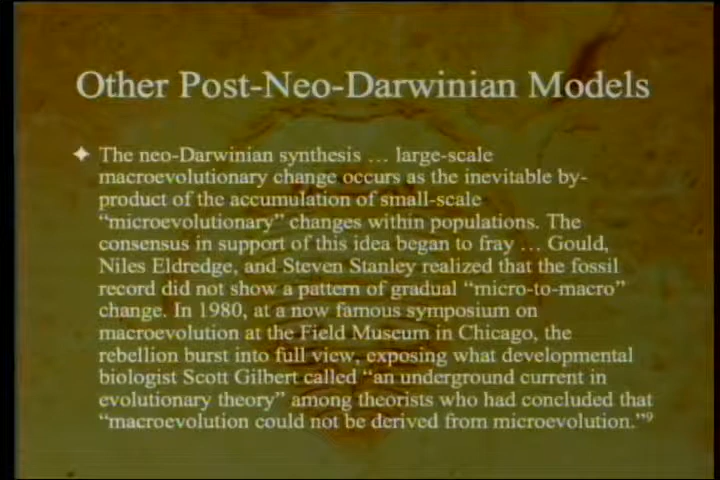 Other Post-Neo-Darwinian Models
✦ The neo-Darwinian synthesis … large-scale
macroevolutionary change occurs as the inevitable by-
product of the accumulation of small-scale
“microevolutionary” changes within populations. The
consensus in support of this idea began to fray … Gould,
Niles Eldredge, and Steven Stanley realized that the fossil
record did not show a pattern of gradual “micro-to-macro”
change. In 1980, at a now famous symposium on
macroevolution at the Field Museum in Chicago, the
rebellion burst into full view, exposing what developmental
biologist Scott Gilbert called “an underground current in
evolutionary theory” among theorists who had concluded that
“macroevolution could not be derived from microevolution.”⁹